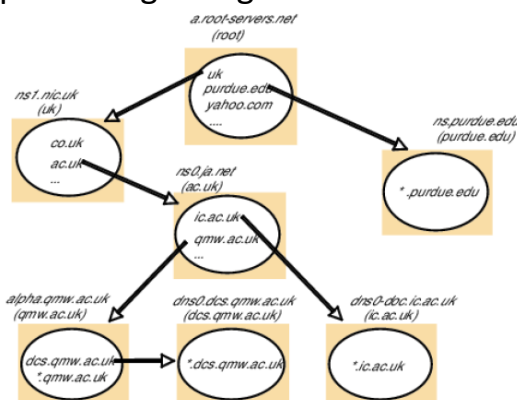 a.root-servers.net
(root)
uk
purdue.edu
yahoo.com
....
ns1.nic.uk
(uk)
co.uk
ac.uk
...
ns.purdue.edu
(purdue.edu)
*.purdue.edu
ns0.ja.net
(ac.uk)
ic.ac.uk
qmw.ac.uk
...
alpha.qmw.ac.uk
(qmw.ac.uk)
dcs.qmw.ac.uk
*.qmw.ac.uk
dns0.dcs.qmw.ac.uk
(dcs.qmw.ac.uk)
*.dcs.qmw.ac.uk
dns0-doc.ic.ac.uk
(ic.ac.uk)
*.ic.ac.uk